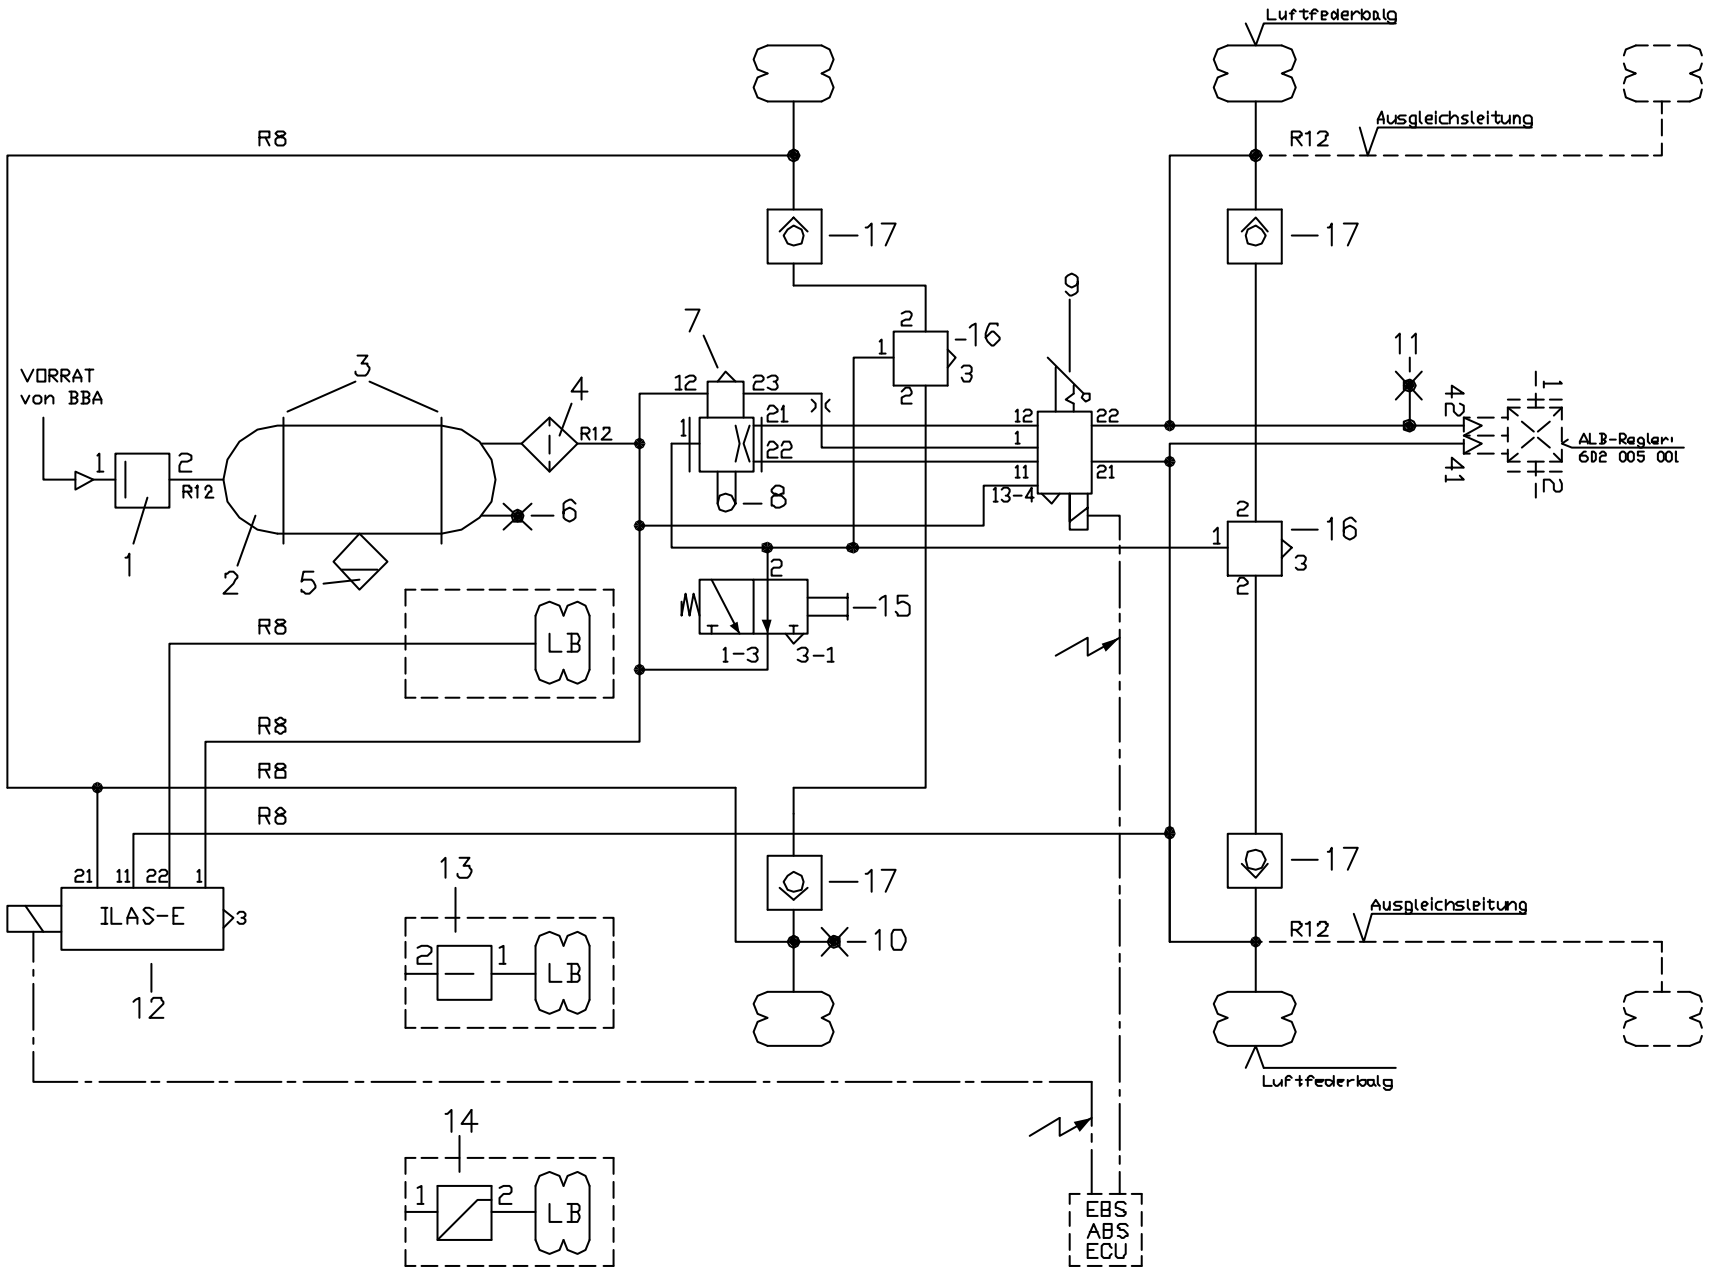 Luftfederbalg
Ausgleichsleitung
R8
R12
17
17
9
7
2
16
1
3
2
11
VORRAT
von BBA
3
4
12
23
42
1
1
2
R12
R12
1
21
22
12
1
11
22
21
13-4
41
2
ALB-Regler:
602 005 001
8
6
1
2
5
2
16
1
3
2
2
15
1-3
3-1
R8
LB
R8
R8
R8
21
11
22
1
ILAS-E
3
12
13
2
1
LB
17
17
10
Ausgleichsleitung
R12
Luftfederbalg
14
1
2
LB
EBS
ABS
ECU